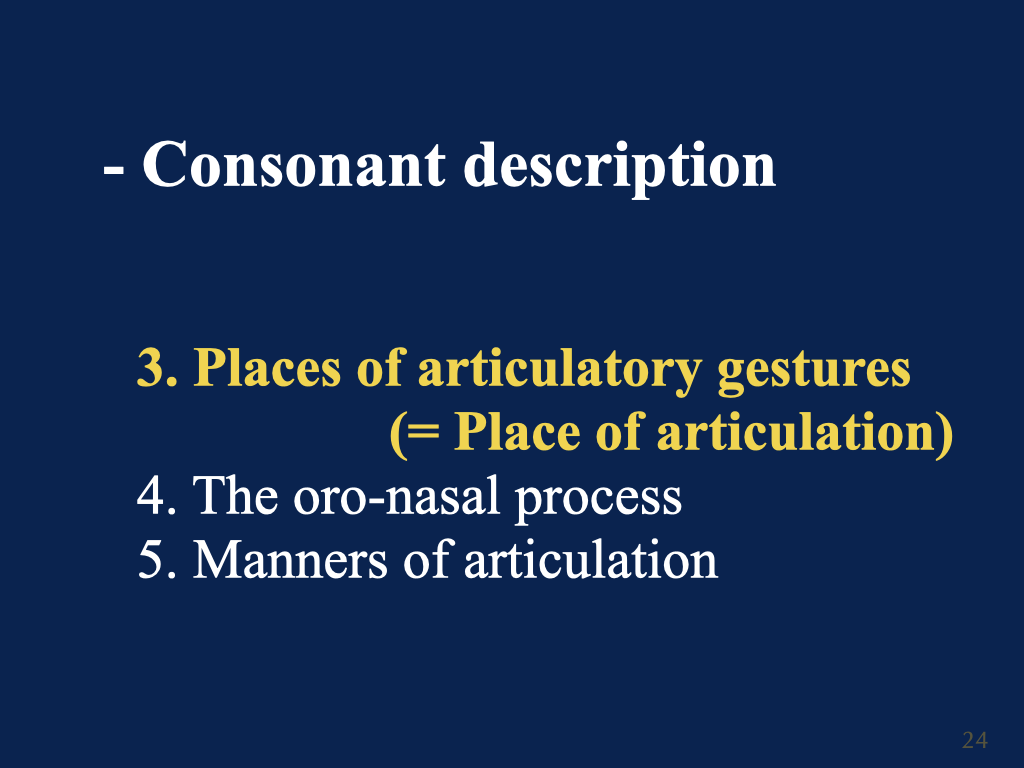 - Consonant description
3. Places of articulatory gestures
(= Place of articulation)
4. The oro-nasal process
5. Manners of articulation
24